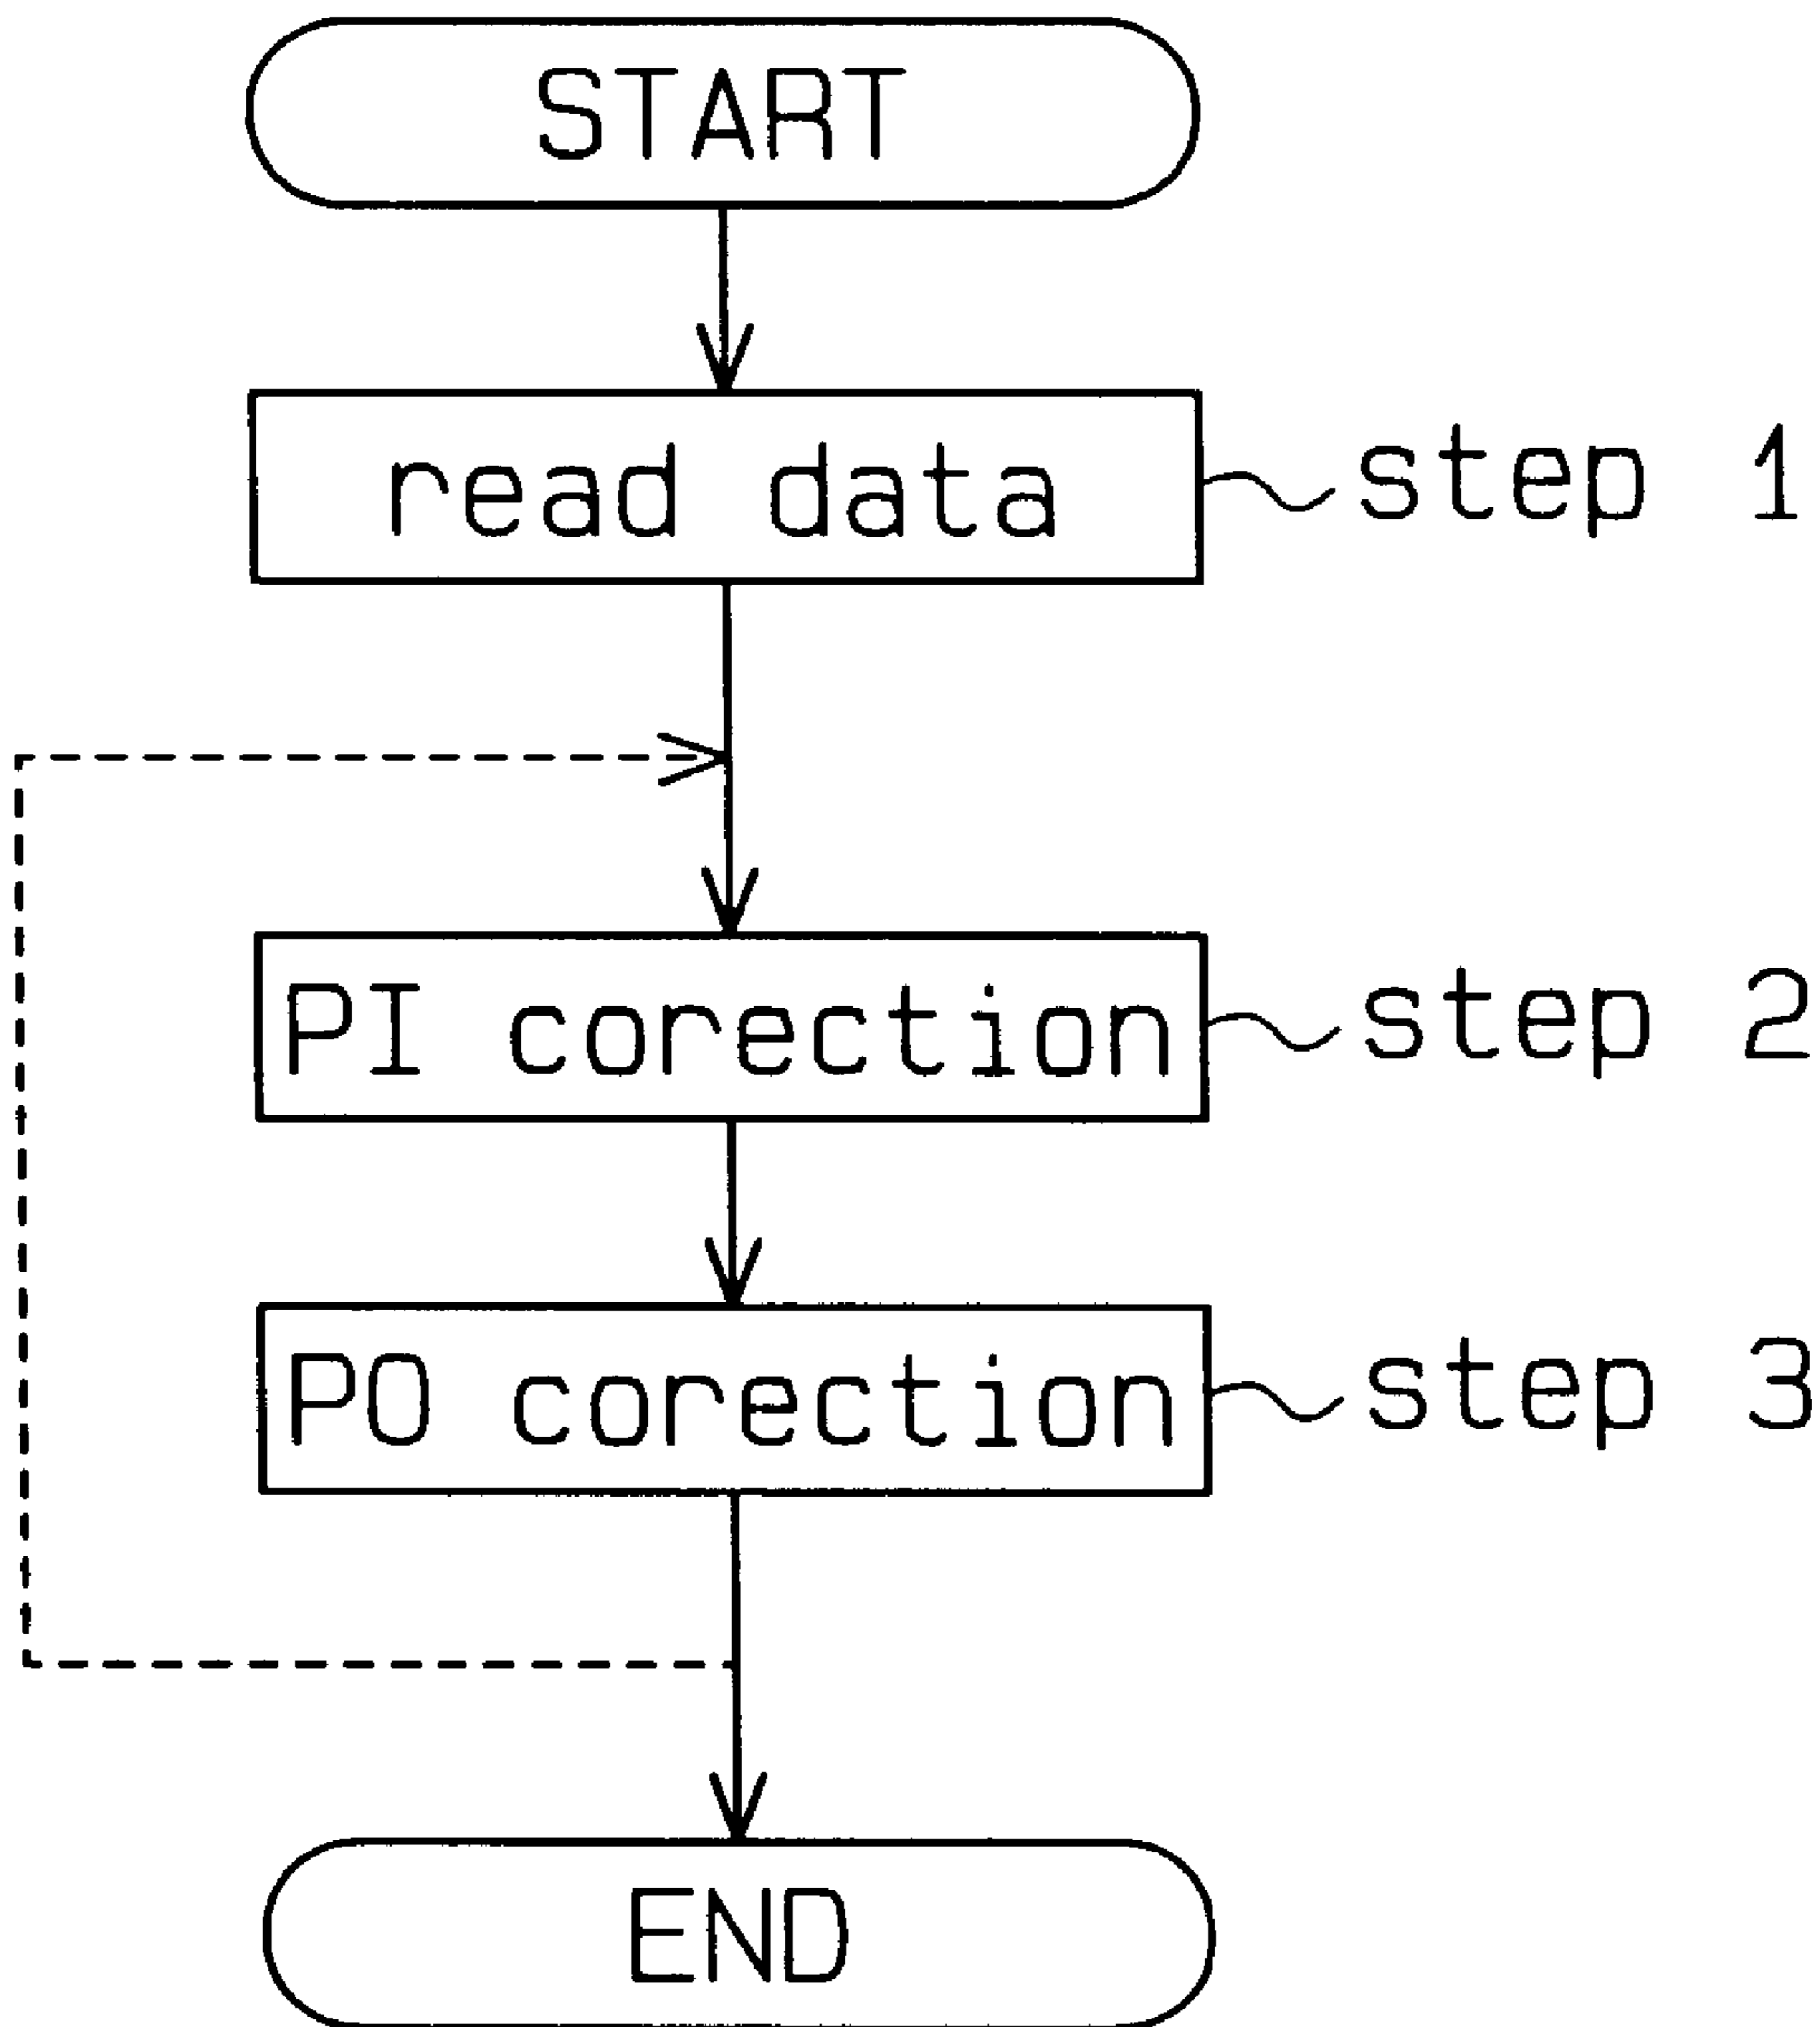 START
read data
step 1
PI corection
step 2
PO corection
step 3
END